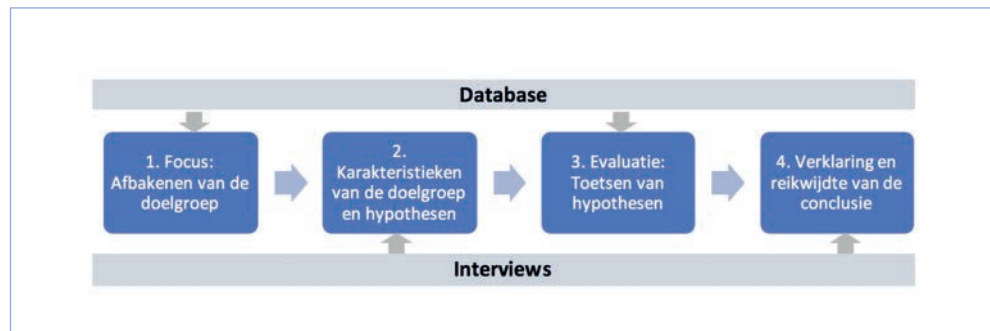 Database
1. Focus:
Afbakenen van de
doelgroep
2.
Karakteristieken
van de doelgroep
en hypothesen
3. Evaluatie:
Toetsen van
hypothesen
4. Verklaring en
reikwijdte van de
conclusie
Interviews